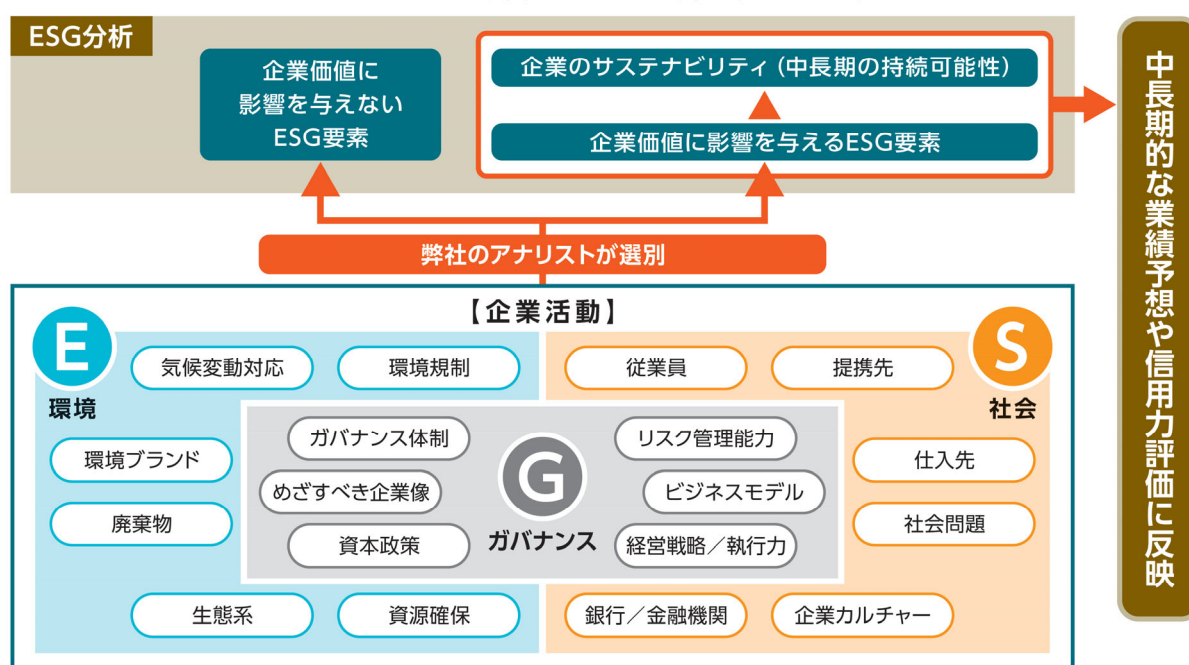 ESG分析
企業価値に
影響を与えない
ESG要素
企業のサステナビリティ（中長期の持続可能性）
企業価値に影響を与えるESG要素
中長期的な業績予想や信用力評価に反映
弊社のアナリストが選別
【企業活動】
E
環境
気候変動対応
環境規制
環境ブランド
廃棄物
生態系
資源確保
ガバナンス体制
めざすべき企業像
資本政策
G
ガバナンス
リスク管理能力
ビジネスモデル
経営戦略／執行力
S
社会
従業員
提携先
仕入先
社会問題
銀行／金融機関
企業カルチャー